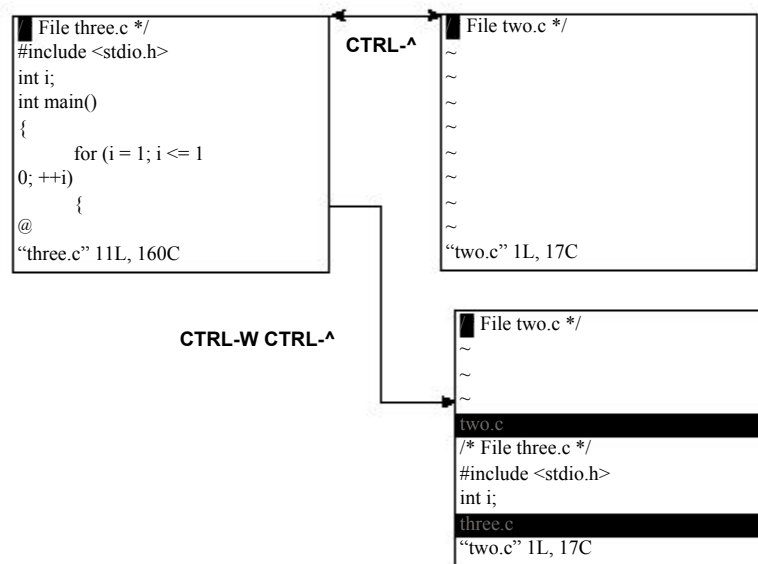 / File three.c */
#include <stdio.h>
int i;
int main()
{
for (i = 1; i <= 1
0; ++i)
{
@
“three.c” 11L, 160C
CTRL-^
/ File two.c */
~
~
~
~
~
~
~
~
“two.c” 1L, 17C
CTRL-W CTRL-^
/ File two.c */
~
~
~
two.c
/* File three.c */
#include <stdio.h>
int i;
three.c
“two.c” 1L, 17C